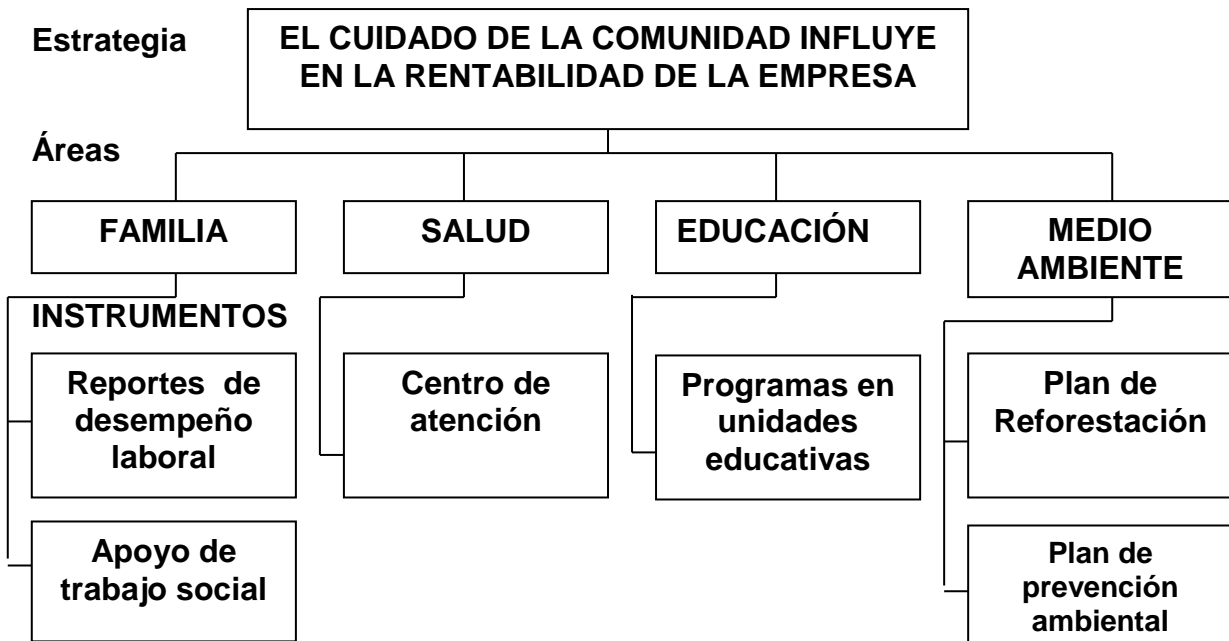 Estrategia
EL CUIDADO DE LA COMUNIDAD INFLUYE
EN LA RENTABILIDAD DE LA EMPRESA
Áreas
FAMILIA
SALUD
EDUCACIÓN
MEDIO
AMBIENTE
INSTRUMENTOS
Reportes de
desempeño
laboral
Centro de
atención
Programas en
unidades
educativas
Plan de
Reforestación
Apoyo de
trabajo social
Plan de
prevención
ambiental